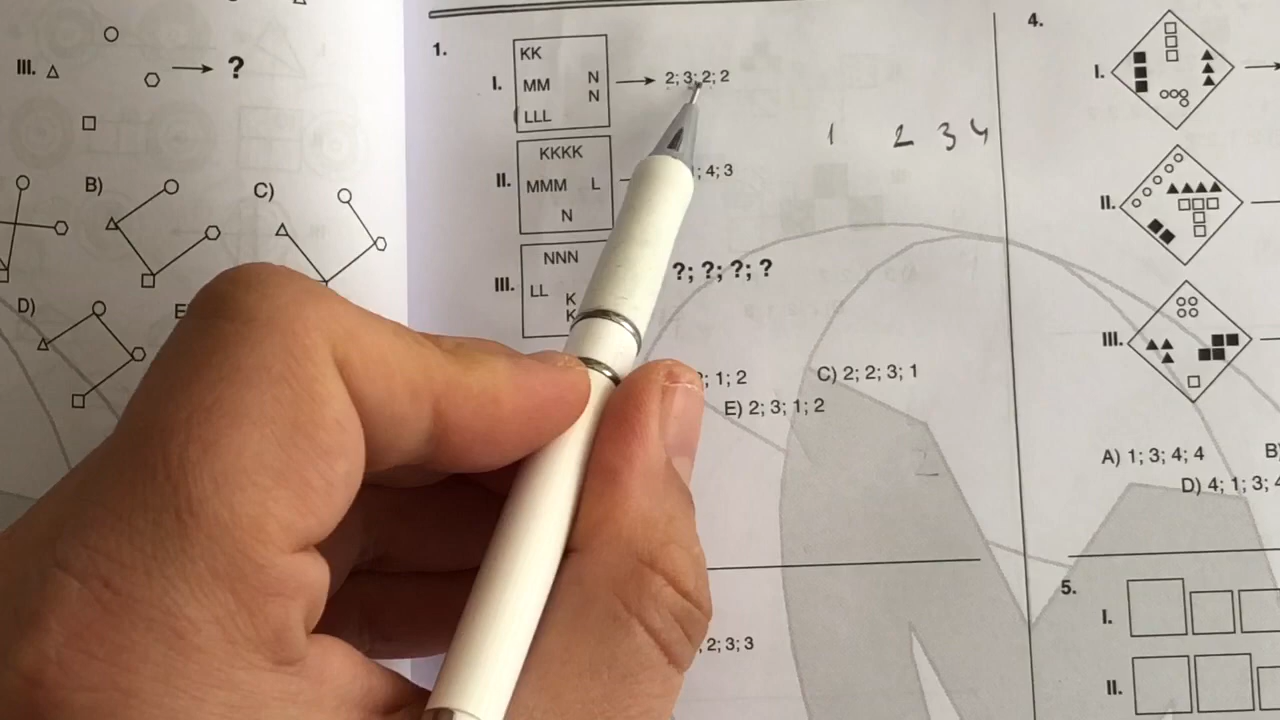 III. ?
B)
C)
D)
E
1.
I.
KK
MM
N
N
LLL
2; 3; 2; 2
II.
KKKK
MMM L
N
; 4; 3
III.
NNN
LL
K
K
?; ?; ?; ?
; 1; 2
C) 2; 2; 3; 1
E) 2; 3; 1; 2
1 2 3 4
2; 3; 3
4.
I.
II.
III.
A) 1; 3; 4; 4
B)
D) 4; 1; 3; 4
5.
I.
II.